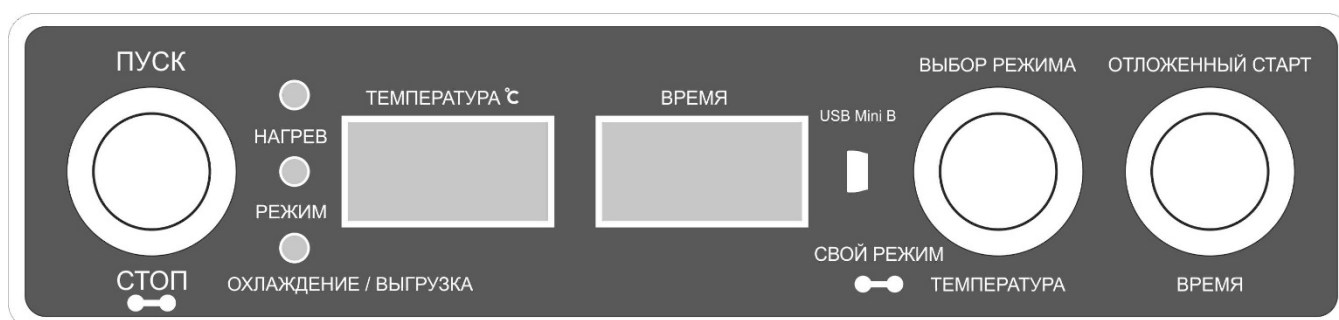 ПУСК
СТОП
НАГРЕВ
РЕЖИМ
ОХЛАЖДЕНИЕ / ВЫГРУЗКА
ТЕМПЕРАТУРА °C
ВРЕМЯ
USB Mini B
СВОЙ РЕЖИМ
ВЫБОР РЕЖИМА
ТЕМПЕРАТУРА
ОТЛОЖЕННЫЙ СТАРТ
ВРЕМЯ